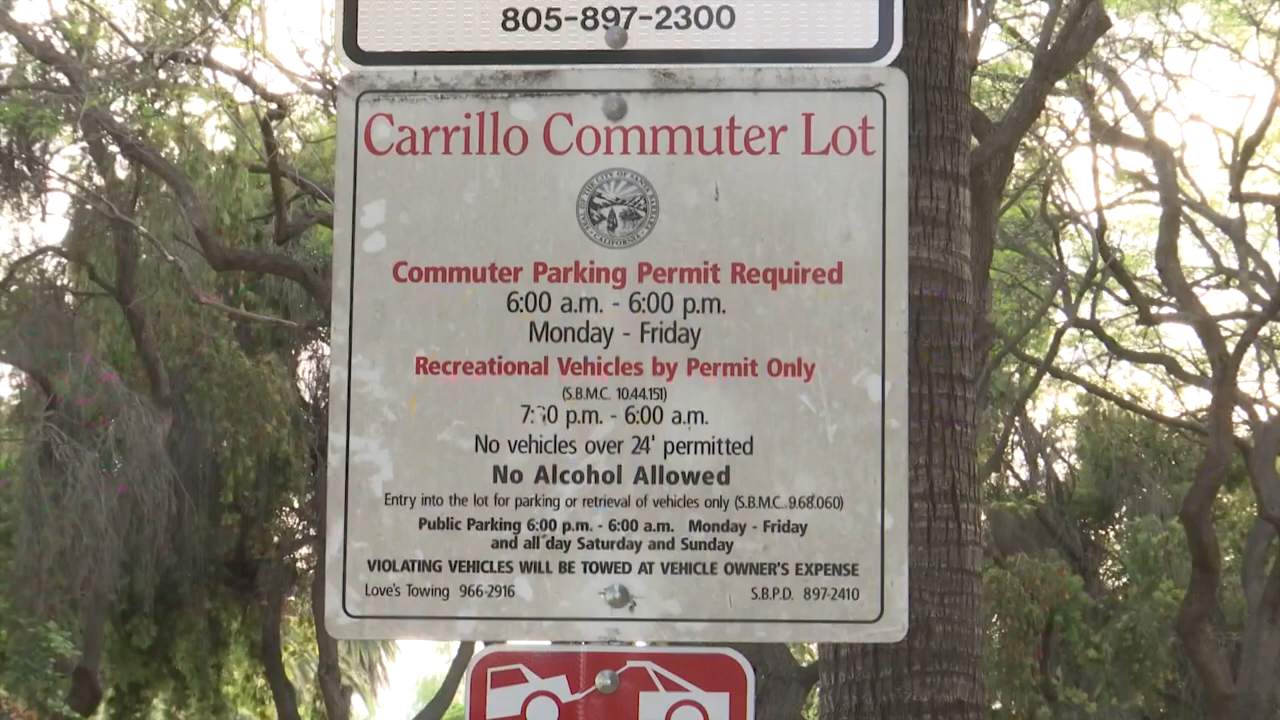 805-897-2300
Carrillo Commuter Lot
CALIFORNIA
Commuter Parking Permit Required
6:00 a.m. - 6:00 p.m.
Monday - Friday
Recreational Vehicles by Permit Only
(S.B.M.C. 10.44.151)
p.m. - 6:00 a.m.
No vehicles over 24' permitted
No Alcohol Allowed
Entry into the lot for parking or retrieval of vehicles only (S.B.M.C. 9.68.060)
Public Parking 6:00 p.m. - 6:00 a.m. Monday - Friday
and all day Saturday and Sunday
VIOLATING VEHICLES WILL BE TOWED AT VEHICLE OWNER'S EXPENSE
Love's Towing 966-2916 S.B.P.D. 897-2410